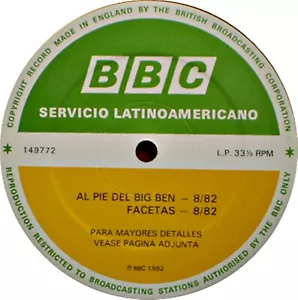 COPYRIGHT RECORD MADE IN ENGLAND BY THE BRITISH BROADCASTING CORPORATION
BBC
SERVICIO LATINOAMERICANO
149772
L.P. 33⅓ RPM
AL PIE DEL BIG BEN – 8/82
FACETAS – 8/82
PARA MAYORES DETALLES
VEASE PAGINA ADJUNTA
℗ BBC 1982
REPRODUCTION RESTRICTED TO BROADCASTING STATIONS AUTHORISED BY THE BBC ONLY